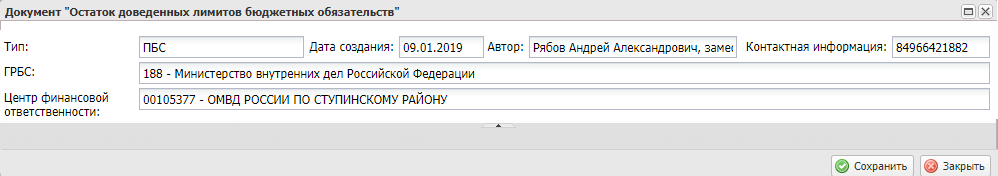 Документ "Остаток доведенных лимитов бюджетных обязательств"
Тип: ПБС Дата создания: 09.01.2019 Автор: Рябов Андрей Александрович, замес Контактная информация: 84966421882
ГРБС: 188 - Министерство внутренних дел Российской Федерации
Центр финансовой ответственности: 00105377 - ОМВД РОССИИ ПО СТУПИНСКОМУ РАЙОНУ
Сохранить Закрыть